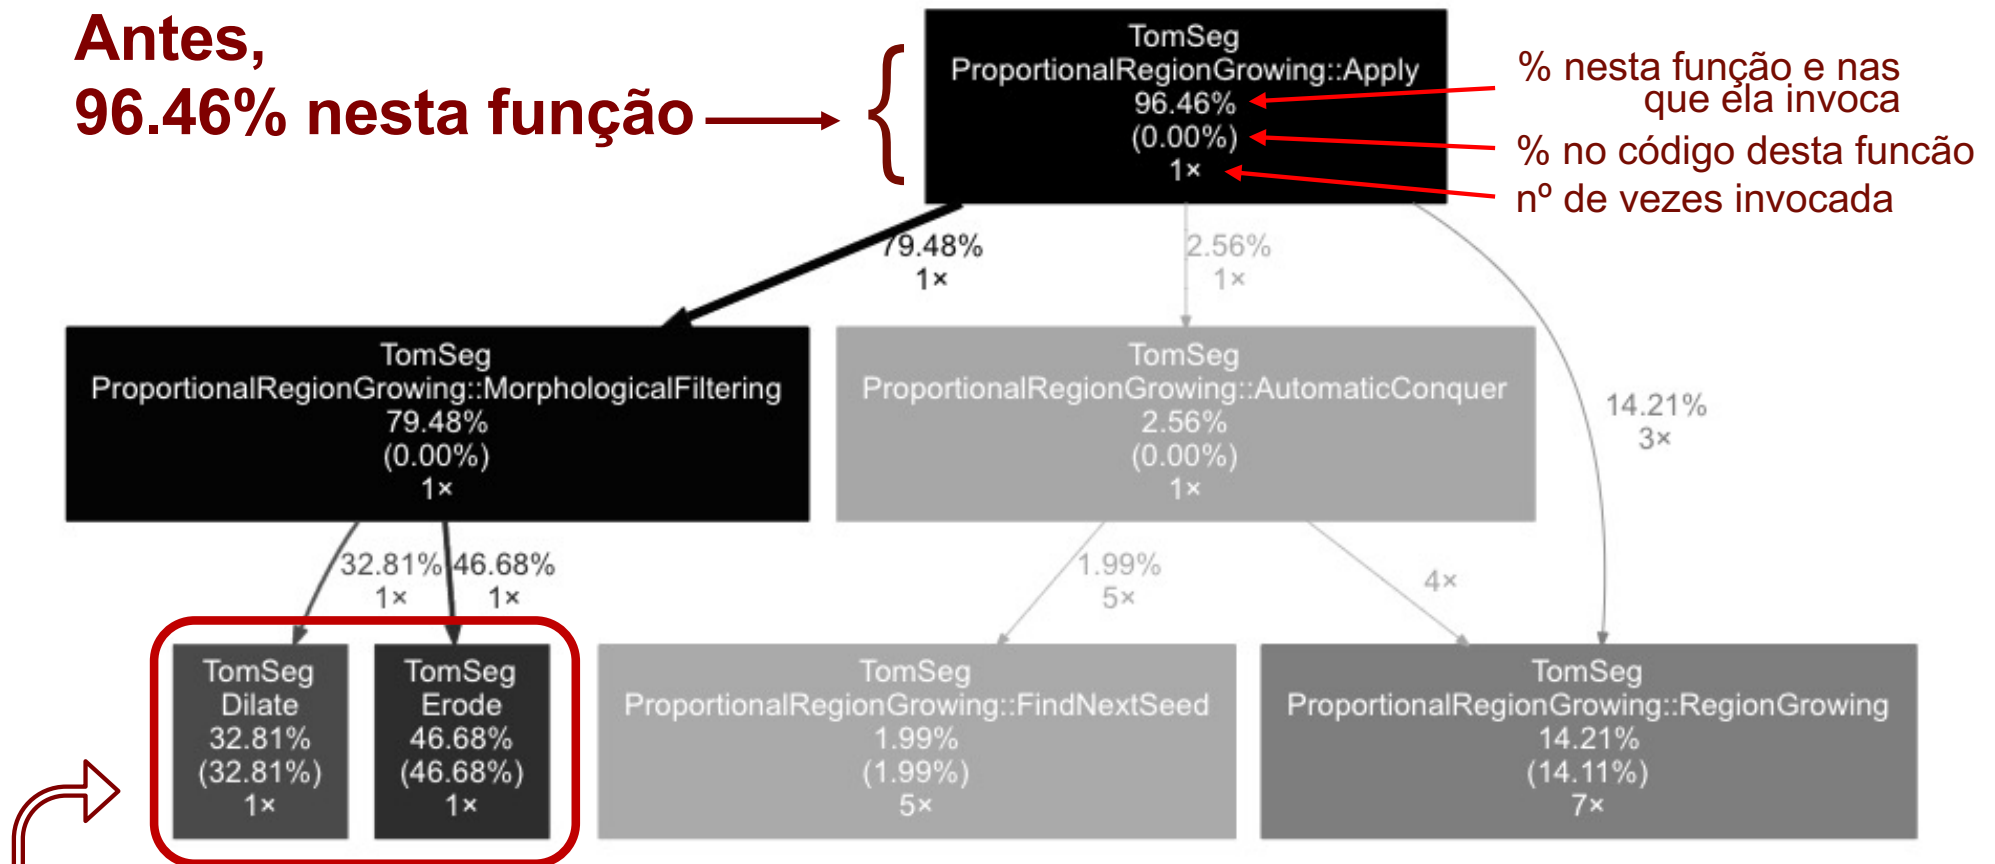 Antes,
96.46% nesta função
TomSeg
ProportionalRegionGrowing::Apply
96.46%
(0.00%)
1×
% nesta função e nas
que ela invoca
% no código desta funcão
nº de vezes invocada
79.48%
1×
2.56%
1×
14.21%
3×
TomSeg
ProportionalRegionGrowing::MorphologicalFiltering
79.48%
(0.00%)
1×
TomSeg
ProportionalRegionGrowing::AutomaticConquer
2.56%
(0.00%)
1×
32.81%
1×
46.68%
1×
1.99%
5×
4×
TomSeg
Dilate
32.81%
(32.81%)
1×
TomSeg
Erode
46.68%
(46.68%)
1×
TomSeg
ProportionalRegionGrowing::FindNextSeed
1.99%
(1.99%)
5×
TomSeg
ProportionalRegionGrowing::RegionGrowing
14.21%
(14.11%)
7×